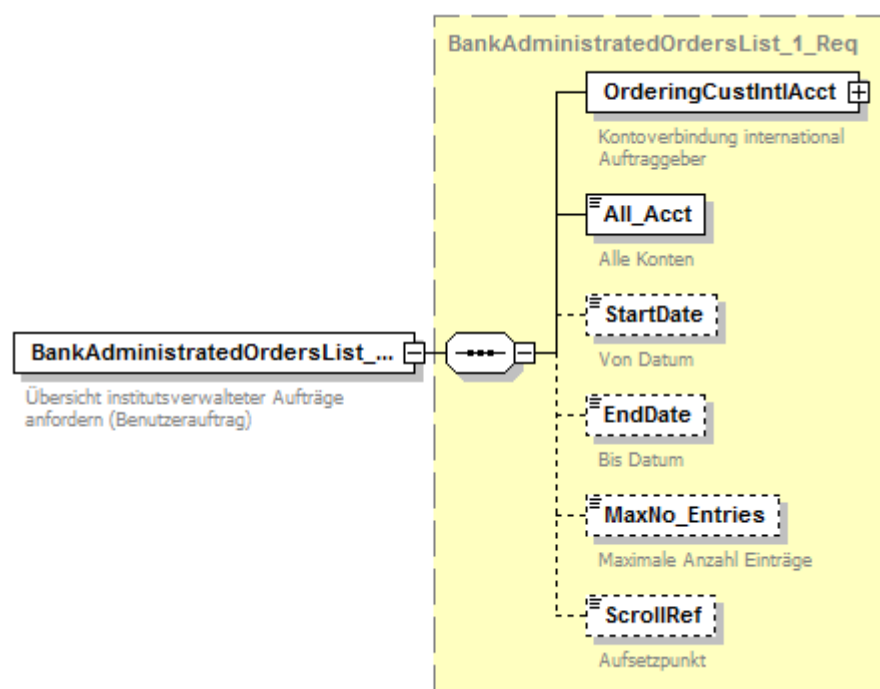 BankAdministratedOrdersList_1_Req
OrderingCustIntlAcct
Kontoverbindung international
Auftraggeber
All_Acct
Alle Konten
StartDate
Von Datum
BankAdministratedOrdersList_...
Übersicht institutsverwalteter Aufträge
anfordern (Benutzerauftrag)
EndDate
Bis Datum
MaxNo_Entries
Maximale Anzahl Einträge
ScrollRef
Aufsetzpunkt